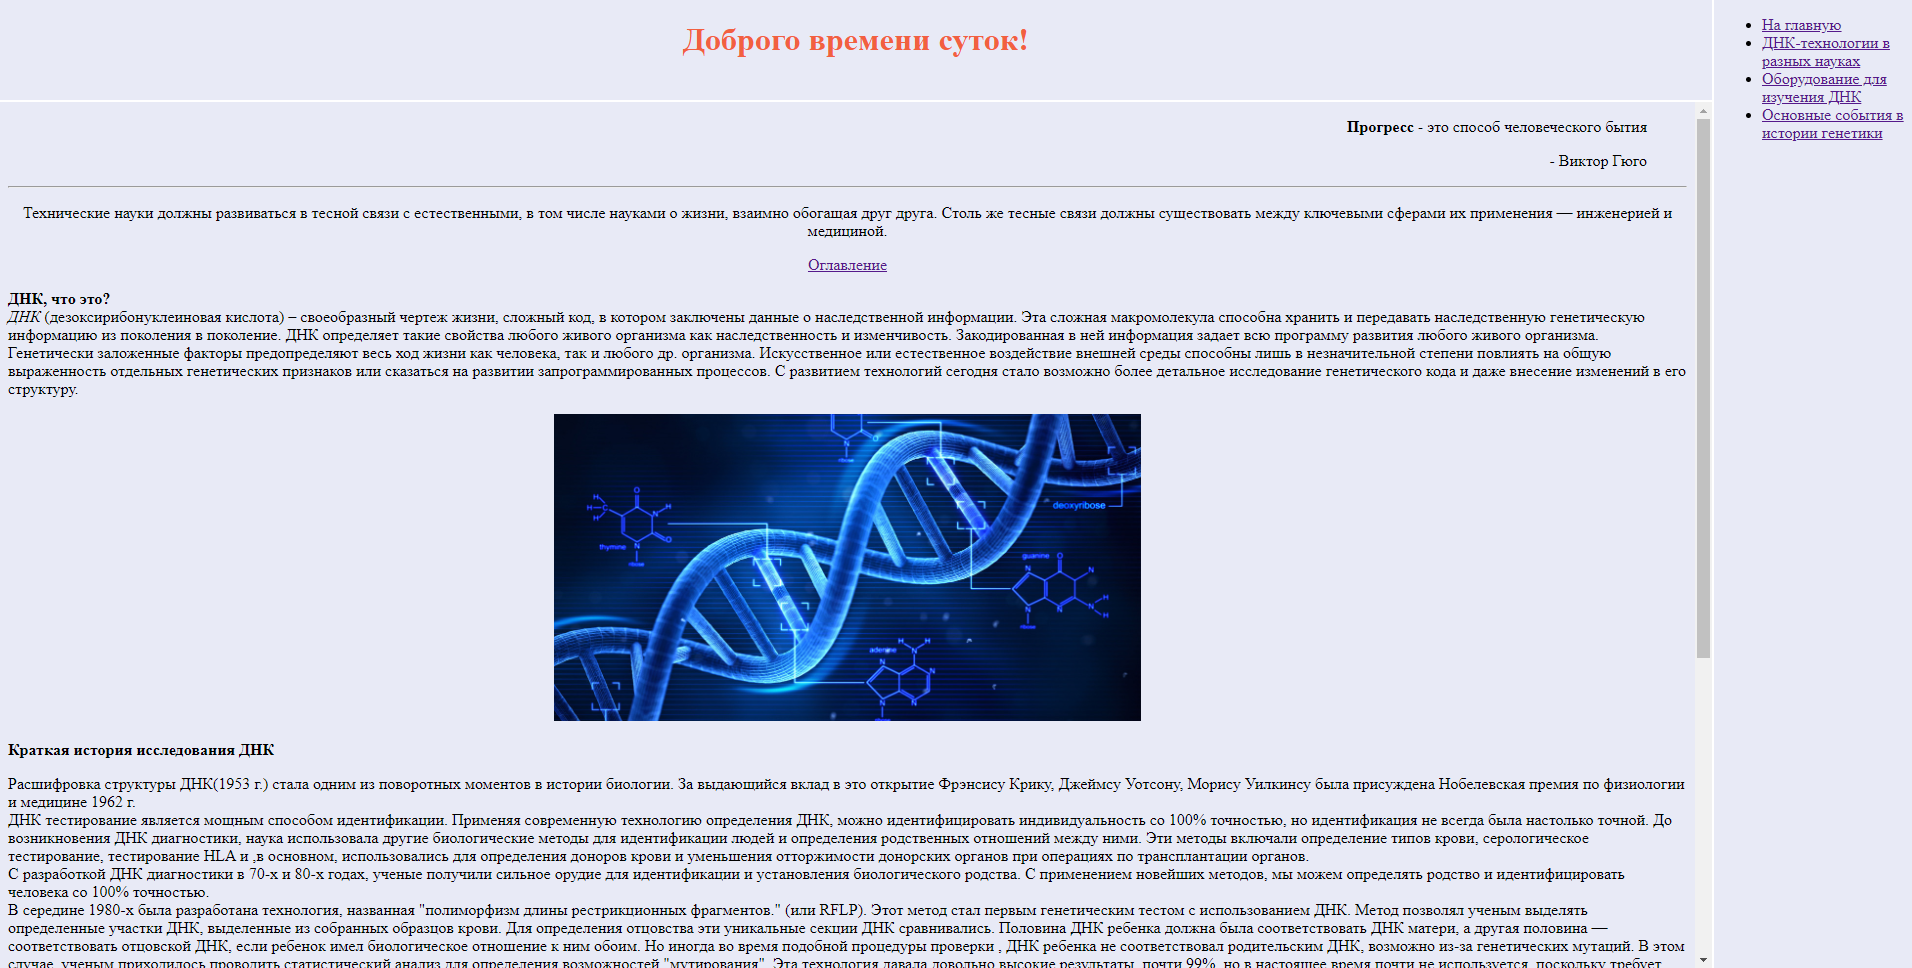 Доброго времени суток!
На главную
ДНК-технологии в
разных науках
Оборудование для
изучения ДНК
Основные события в
истории генетики
Прогресс - это способ человеческого бытия
- Виктор Гюго
Технические науки должны развиваться в тесной связи с естественными, в том числе науками о жизни, взаимно обогащая друг друга. Столь же тесные связи должны существовать между ключевыми сферами их применения — инженерией и
медициной.
Оглавление
ДНК, что это?
ДНК (дезоксирибонуклеиновая кислота) – своеобразный чертеж жизни, сложный код, в котором заключены данные о наследственной информации. Эта сложная макромолекула способна хранить и передавать наследственную генетическую
информацию из поколения в поколение. ДНК определяет такие свойства любого живого организма как наследственность и изменчивость. Закодированная в ней информация задает всю программу развития любого живого организма.
Генетически заложенные факторы предопределяют весь ход жизни как человека, так и любого др. организма. Искусственное или естественное воздействие внешней среды способны лишь в незначительной степени повлиять на общую
выраженность отдельных генетических признаков или сказаться на развитии запрограммированных процессов. С развитием технологий сегодня стало возможно более детальное исследование генетического кода и даже внесение изменений в его
структуру.
deoxyribose
thymine
ribose
guanine
ribose
adenine
ribose
Краткая история исследования ДНК
Расшифровка структуры ДНК(1953 г.) стала одним из поворотных моментов в истории биологии. За выдающийся вклад в это открытие Фрэнсису Крику, Джеймсу Уотсону, Морису Уилкинсу была присуждена Нобелевская премия по физиологии
и медицине 1962 г.
ДНК тестирование является мощным способом идентификации. Применяя современную технологию определения ДНК, можно идентифицировать индивидуальность со 100% точностью, но идентификация не всегда была настолько точной. До
возникновения ДНК диагностики, наука использовала другие биологические методы для идентификации людей и определения родственных отношений между ними. Эти методы включали определение типов крови, серологическое
тестирование, тестирование HLA и ,в основном, использовались для определения доноров крови и уменьшения отторжимости донорских органов при операциях по трансплантации органов.
С разработкой ДНК диагностики в 70-х и 80-х годах, ученые получили сильное орудие для идентификации и установления биологического родства. С применением новейших методов, мы можем определять родство и идентифицировать
человека со 100% точностью.
В середине 1980-х была разработана технология, названная "полиморфизм длины рестрикционных фрагментов." (или RFLP). Этот метод стал первым генетическим тестом с использованием ДНК. Метод позволял ученым выделять
определенные участки ДНК, выделенные из собранных образцов крови. Для определения отцовства эти уникальные секции ДНК сравнивались. Половина ДНК ребенка должна была соответствовать ДНК матери, а другая половина —
соответствовать отцовской ДНК, если ребенок имел биологическое отношение к ним обоим. Но иногда во время подобной процедуры проверки , ДНК ребенка не соответствовал родительским ДНК, возможно из-за генетических мутаций. В этом
случае, ученым приходилось проводить статистический анализ для определения возможностей "мутирования". Эта технология давала довольно высокие результаты, почти 99%, но в настоящее время почти не используется, поскольку требует